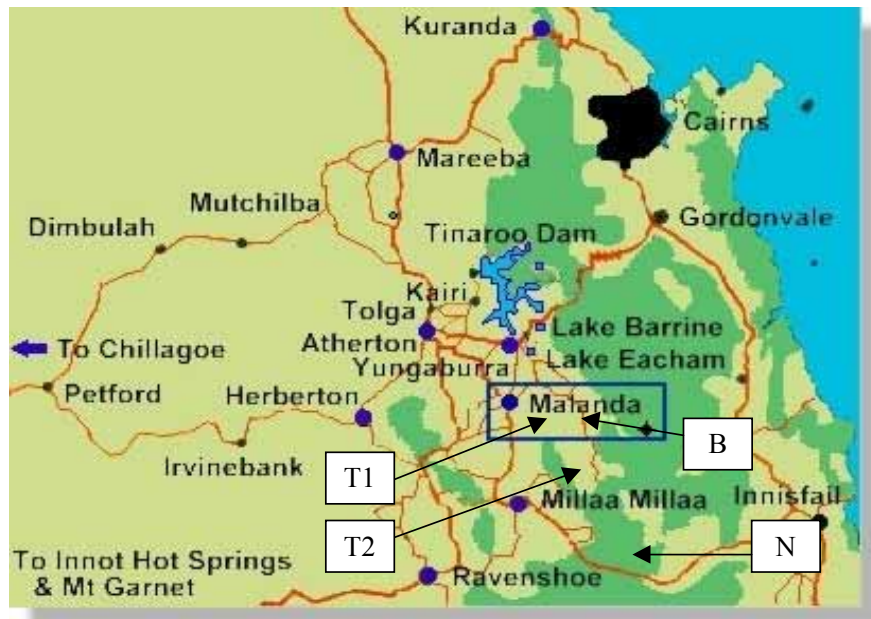 Kuranda
Cairns
Mareeba
Mutchilba
Dimbulah
Gordonvale
Tinaroo Dam
Kairi
Tolga
Lake Barrine
Atherton
To Chillagoe
Lake Eacham
Yungaburra
Petford
Herberton
Malanda
B
Irvinebank
T1
Innisfail
Millaa Millaa
T2
N
To Innot Hot Springs
& Mt Garnet
Ravenshoe